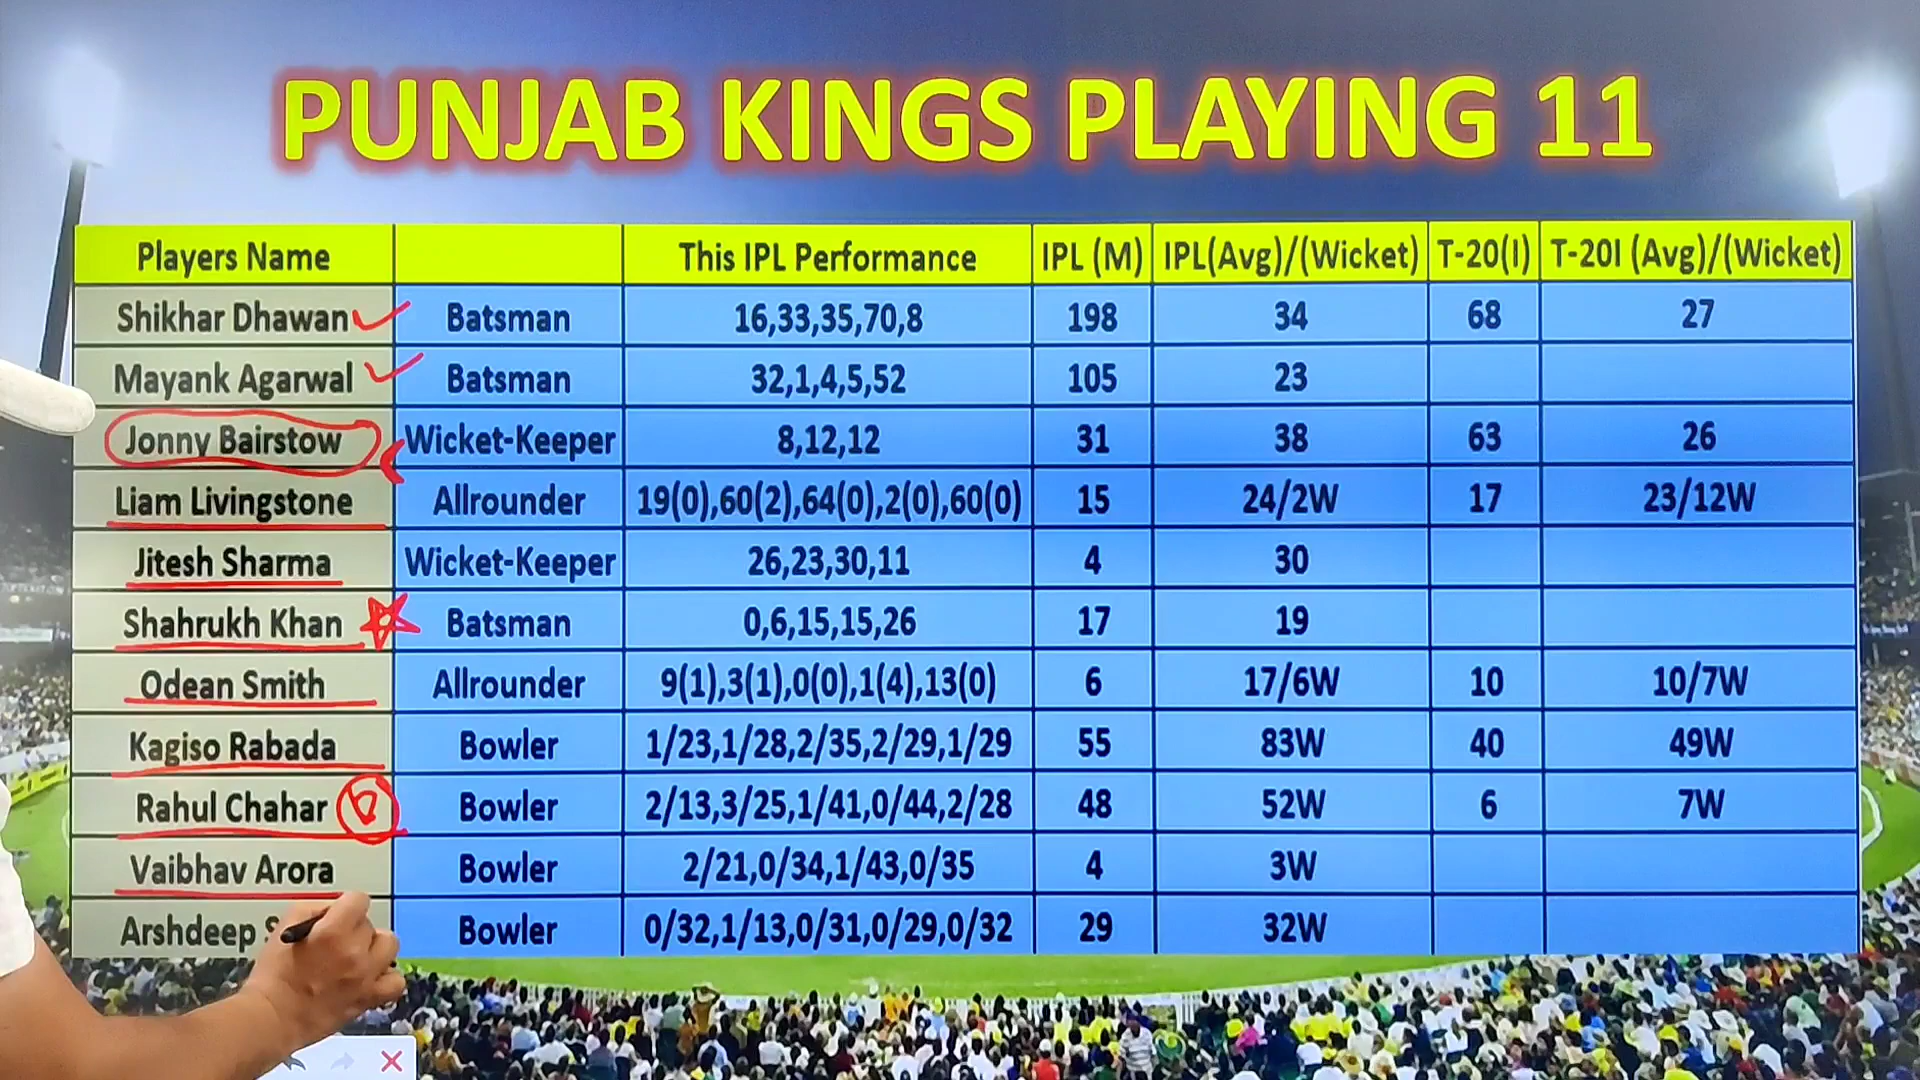 PUNJAB KINGS PLAYING 11
Players Name This IPL Performance IPL (M) IPL(Avg)/(Wicket) T-20(I) T-20I (Avg)/(Wicket)
Shikhar Dhawan Batsman 16,33,35,70,8 198 34 68 27
Mayank Agarwal Batsman 32,1,4,5,52 105 23
Jonny Bairstow Wicket-Keeper 8,12,12 31 38 63 26
Liam Livingstone Allrounder 19(0),60(2),64(0),2(0),60(0) 15 24/2W 17 23/12W
Jitesh Sharma Wicket-Keeper 26,23,30,11 4 30
Shahrukh Khan Batsman 0,6,15,15,26 17 19
Odean Smith Allrounder 9(1),3(1),0(0),1(4),13(0) 6 17/6W 10 10/7W
Kagiso Rabada Bowler 1/23,1/28,2/35,2/29,1/29 55 83W 40 49W
Rahul Chahar Bowler 2/13,3/25,1/41,0/44,2/28 48 52W 6 7W
Vaibhav Arora Bowler 2/21,0/34,1/43,0/35 4 3W
Arshdeep Bowler 0/32,1/13,0/31,0/29,0/32 29 32W